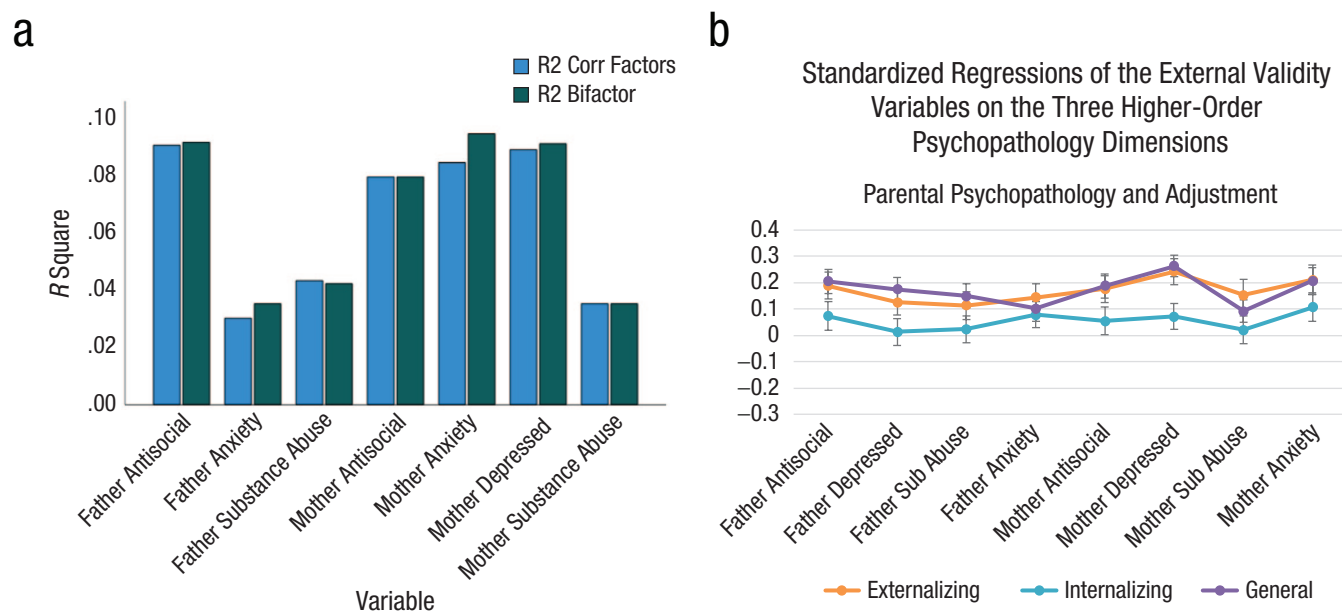 a
R2 Corr Factors
R2 Bifactor
R Square
.10
.08
.06
.04
.02
.00
Father Antisocial
Father Anxiety
Father Substance Abuse
Mother Antisocial
Mother Anxiety
Mother Depressed
Mother Substance Abuse
Variable
b
Standardized Regressions of the External Validity
Variables on the Three Higher-Order
Psychopathology Dimensions
Parental Psychopathology and Adjustment
0.4
0.3
0.2
0.1
0
−0.1
−0.2
−0.3
Father Antisocial
Father Depressed
Father Sub Abuse
Father Anxiety
Mother Antisocial
Mother Depressed
Mother Sub Abuse
Mother Anxiety
Externalizing
Internalizing
General